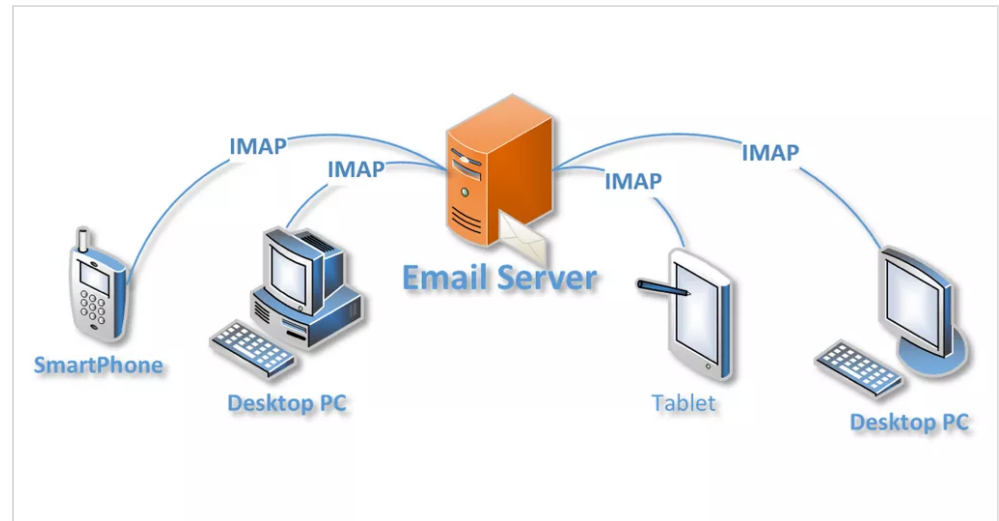 IMAP
IMAP
IMAP
IMAP
Email Server
SmartPhone
Desktop PC
Tablet
Desktop PC